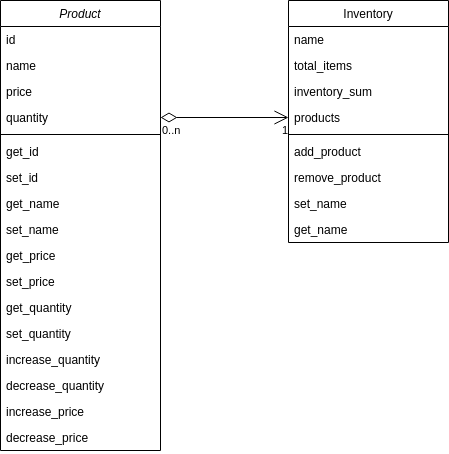 Product
id
name
price
quantity
get_id
set_id
get_name
set_name
get_price
set_price
get_quantity
set_quantity
increase_quantity
decrease_quantity
increase_price
decrease_price
0..n
1
Inventory
name
total_items
inventory_sum
products
add_product
remove_product
set_name
get_name